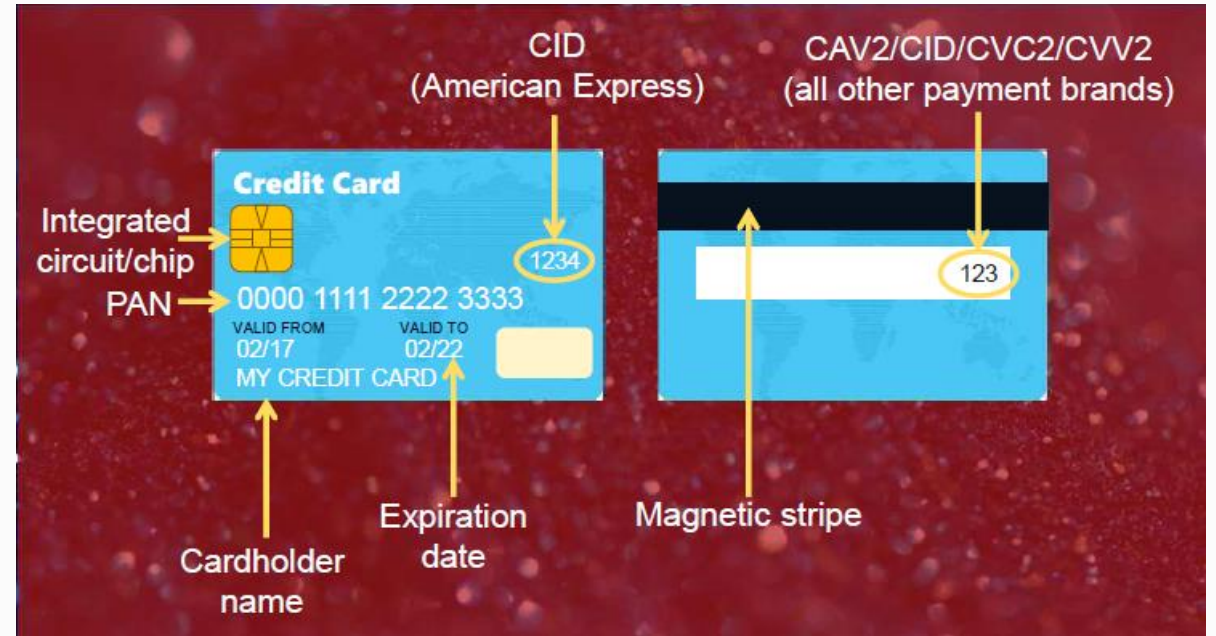 CID
(American Express)
CAV2/CID/CVC2/CVV2
(all other payment brands)
Credit Card
Integrated
circuit/chip
1234
123
PAN
0000 1111 2222 3333
VALID FROM
VALID TO
02/17
02/22
MY CREDIT CARD
Expiration
date
Magnetic stripe
Cardholder
name